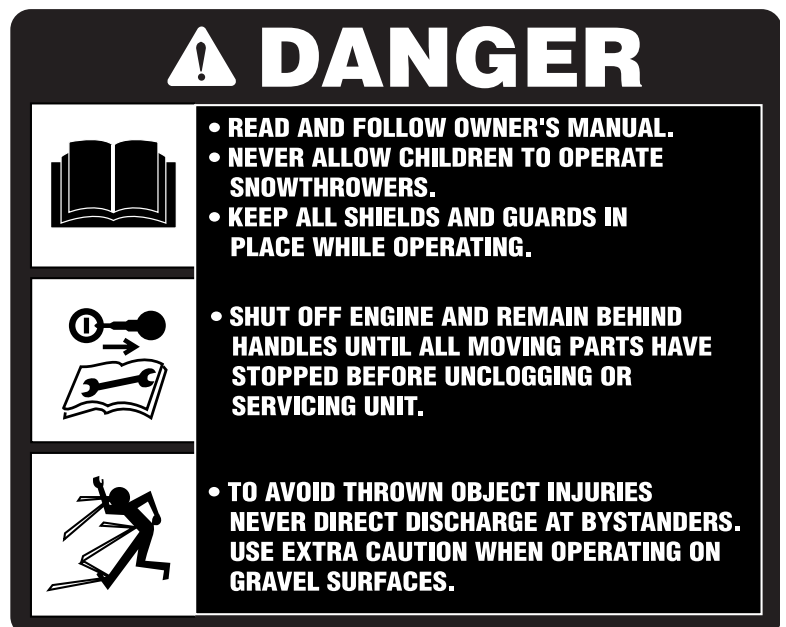 DANGER
• READ AND FOLLOW OWNER'S MANUAL.
• NEVER ALLOW CHILDREN TO OPERATE
SNOWTHROWERS.
• KEEP ALL SHIELDS AND GUARDS IN
PLACE WHILE OPERATING.
• SHUT OFF ENGINE AND REMAIN BEHIND
HANDLES UNTIL ALL MOVING PARTS HAVE
STOPPED BEFORE UNCLOGGING OR
SERVICING UNIT.
• TO AVOID THROWN OBJECT INJURIES
NEVER DIRECT DISCHARGE AT BYSTANDERS.
USE EXTRA CAUTION WHEN OPERATING ON
GRAVEL SURFACES.